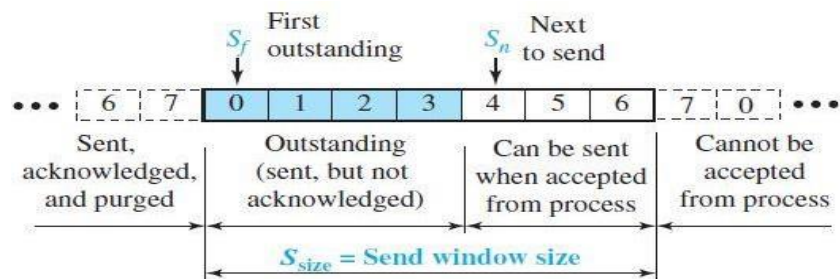 First
S_f outstanding
Next
S_n to send
••• 6 7 0 1 2 3 4 5 6 7 0 •••
Sent,
acknowledged,
and purged
Outstanding
(sent, but not
acknowledged)
Can be sent
when accepted
from process
Cannot be
accepted
from process
S_size = Send window size